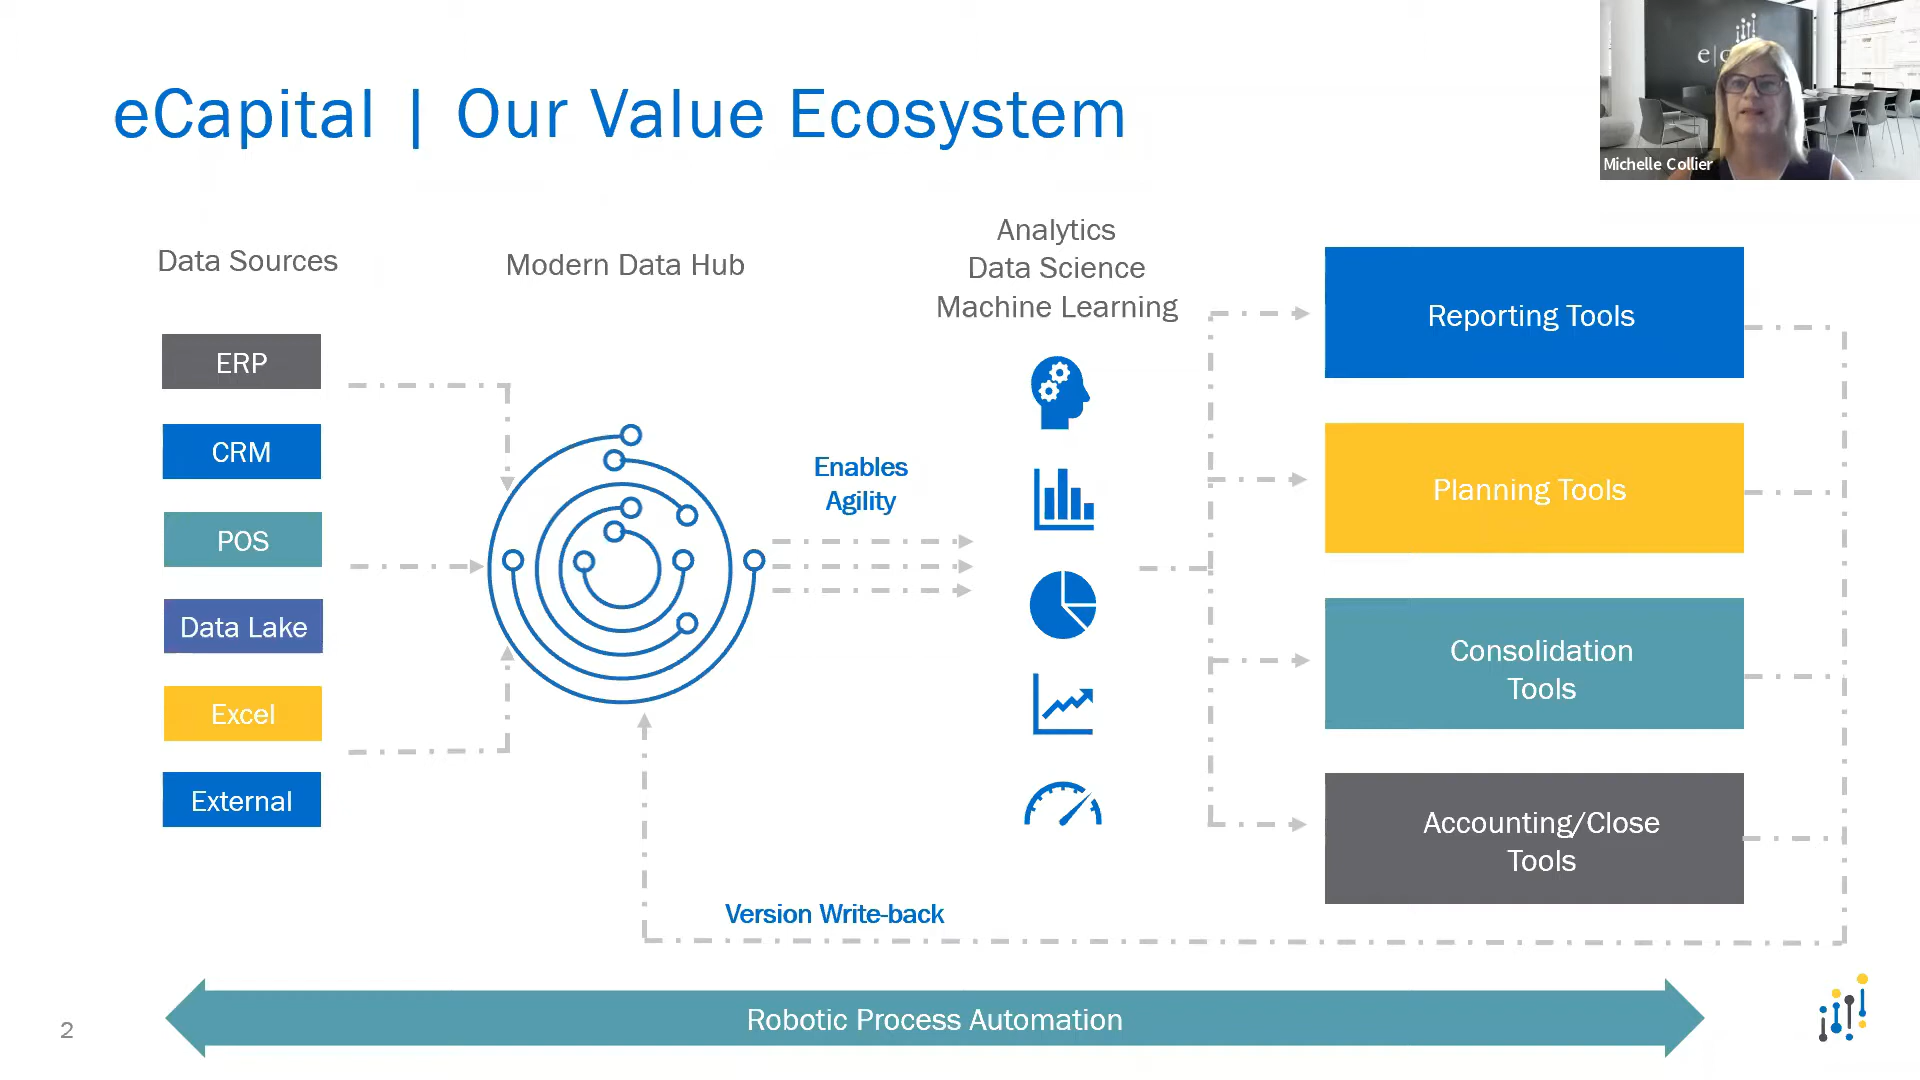 eCapital | Our Value Ecosystem
Michelle Collier
Data Sources
Modern Data Hub
Analytics
Data Science
Machine Learning
ERP
CRM
POS
Data Lake
Excel
External
Enables
Agility
Reporting Tools
Planning Tools
Consolidation
Tools
Accounting/Close
Tools
Version Write-back
Robotic Process Automation
2